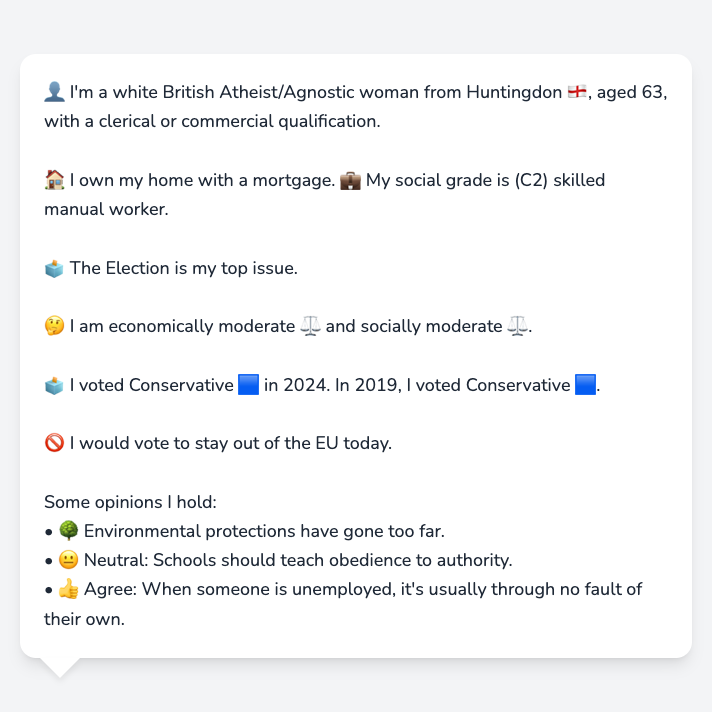 👤 I'm a white British Atheist/Agnostic woman from Huntingdon 🏴󠁧󠁢󠁥󠁮󠁧󠁿, aged 63,
with a clerical or commercial qualification.
🏠 I own my home with a mortgage. 💼 My social grade is (C2) skilled
manual worker.
🗳️ The Election is my top issue.
🤔 I am economically moderate ⚖️ and socially moderate ⚖️.
🗳️ I voted Conservative 🟦 in 2024. In 2019, I voted Conservative 🟦.
🚫 I would vote to stay out of the EU today.
Some opinions I hold:
• 🌳 Environmental protections have gone too far.
• 😐 Neutral: Schools should teach obedience to authority.
• 👍 Agree: When someone is unemployed, it's usually through no fault of
their own.